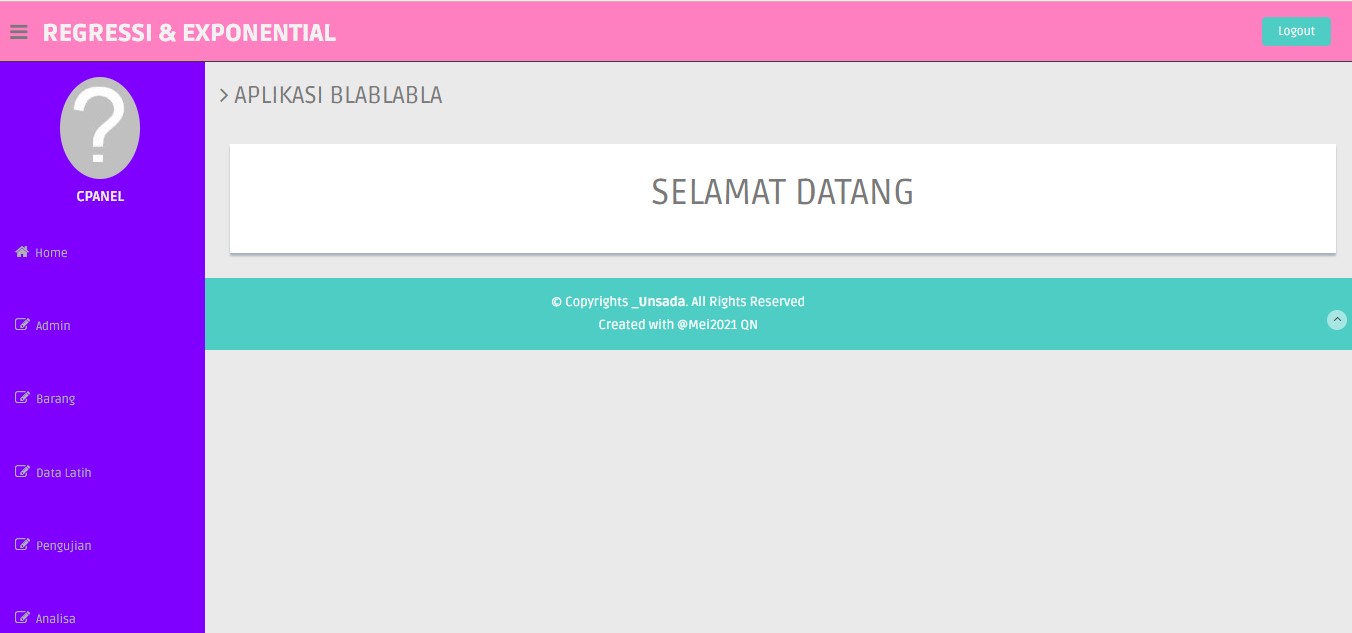 REGRESSI & EXPONENTIAL
Logout
CPANEL
Home
Admin
Barang
Data Latih
Pengujian
Analisa
APLIKASI BLABLABLA
SELAMAT DATANG
© Copyrights _Unsada. All Rights Reserved
Created with @Mei2021 QN